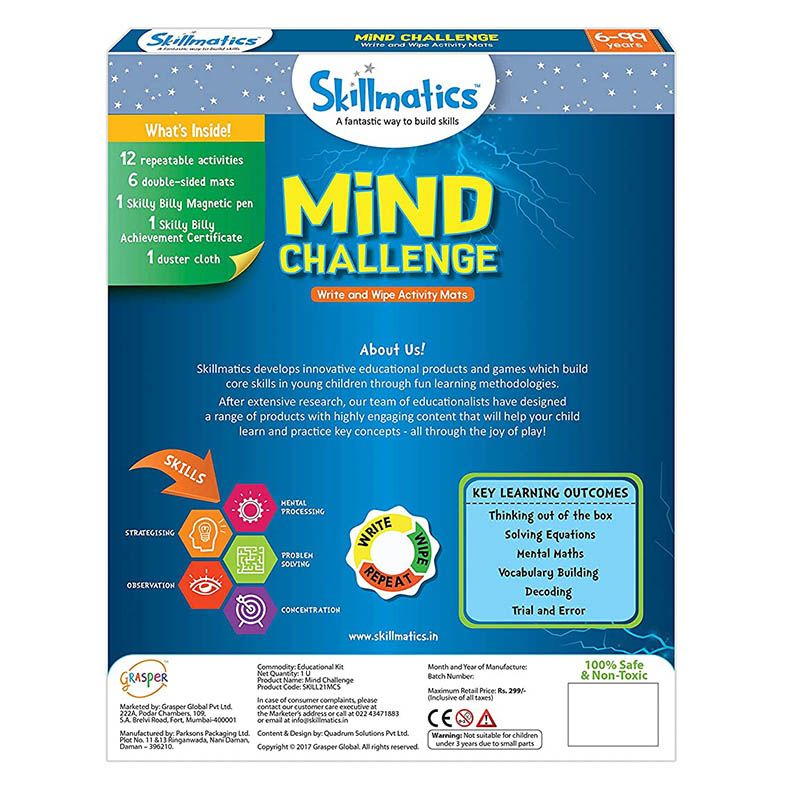 Skillmatics
A fantastic way to build skills
MiND CHALLENGE
Write and Wipe Activity Mats
6-99
years
Skillmatics™
A fantastic way to build skills
What's Inside!
12 repeatable activities
6 double-sided mats
1 Skilly Billy Magnetic pen
1 Skilly Billy
Achievement Certificate
1 duster cloth
MiND
CHALLENGE
Write and Wipe Activity Mats
About Us!
Skillmatics develops innovative educational products and games which build
core skills in young children through fun learning methodologies.
After extensive research, our team of educationalists have designed
a range of products with highly engaging content that will help your child
learn and practice key concepts - all through the joy of play!
SKILLS
MENTAL
PROCESSING
STRATEGISING
PROBLEM
SOLVING
OBSERVATION
CONCENTRATION
WRITE
WIPE
REPEAT
KEY LEARNING OUTCOMES
Thinking out of the box
Solving Equations
Mental Maths
Vocabulary Building
Decoding
Trial and Error
www.skillmatics.in
GRASPER™
Marketed by: Grasper Global Pvt Ltd.
222A, Podar Chambers, 109,
S.A. Brelvi Road, Fort, Mumbai-400001
Manufactured by: Parksons Packaging Ltd.
Plot No. 11 &13 Ringanwada, Nani Daman,
Daman – 396210.
Commodity: Educational Kit
Net Quantity: 1 U
Product Name: Mind Challenge
Product Code: SKILL21MCS
In case of consumer complaints, please
contact our customer care executive at
the Marketer's address or call at 022 43471883
or email at info@skillmatics.in
Content & Design by: Quadrum Solutions Pvt Ltd.
Copyright © 2017 Grasper Global. All rights reserved.
Month and Year of Manufacture:
Batch Number:
Maximum Retail Price: Rs. 299/-
(Inclusive of all taxes)
CE 0-3
Warning: Not suitable for children
under 3 years due to small parts
100% Safe
& Non-Toxic